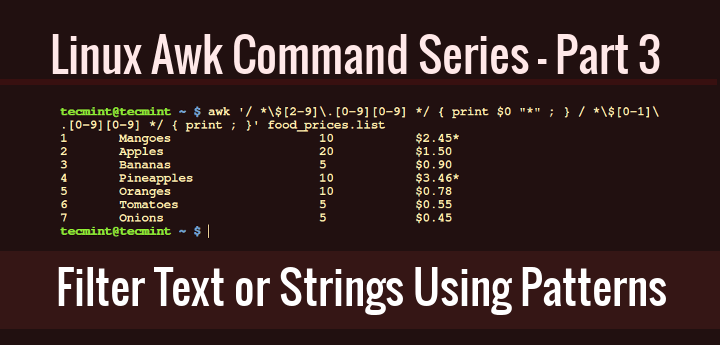 Linux Awk Command Series - Part 3
tecmint@tecmint ~ $ awk '/ *\$[2-9]\.[0-9][0-9] */ { print $0 "*" ; } / *\$[0-1]\
.[0-9][0-9] */ { print ; }' food_prices.list
1 Mangoes 10 $2.45*
2 Apples 20 $1.50
3 Bananas 5 $0.90
4 Pineapples 10 $3.46*
5 Oranges 10 $0.78
6 Tomatoes 5 $0.55
7 Onions 5 $0.45
tecmint@tecmint ~ $
Filter Text or Strings Using Patterns